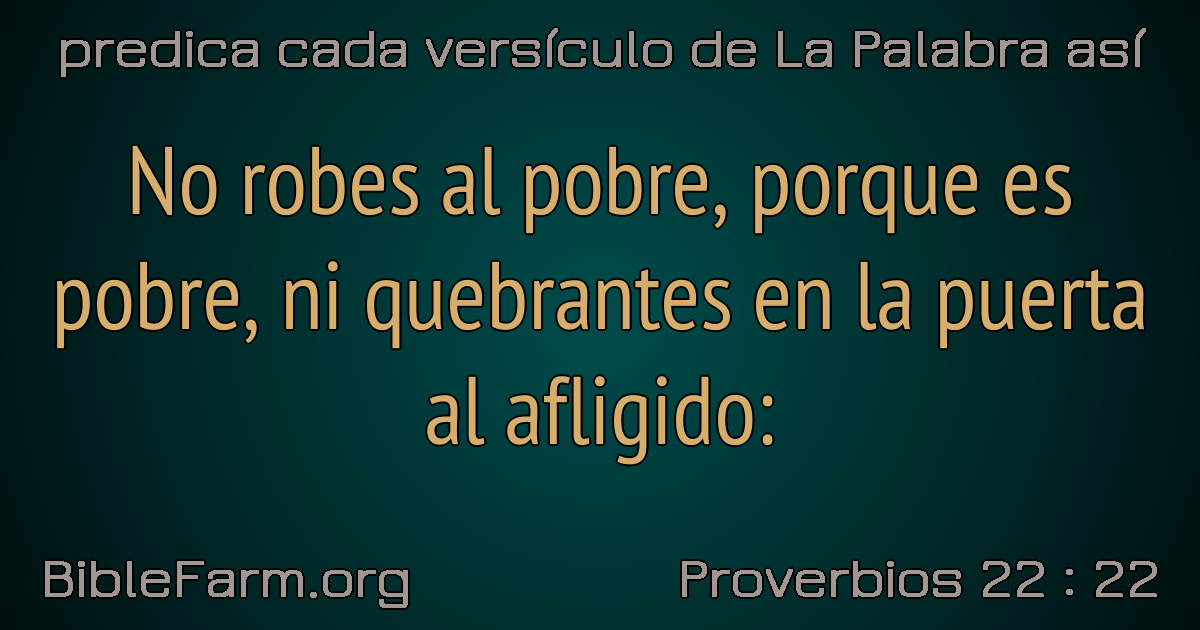 predica cada versículo de La Palabra así
No robes al pobre, porque es
pobre, ni quebrantes en la puerta
al afligido:
BibleFarm.org
Proverbios 22 : 22